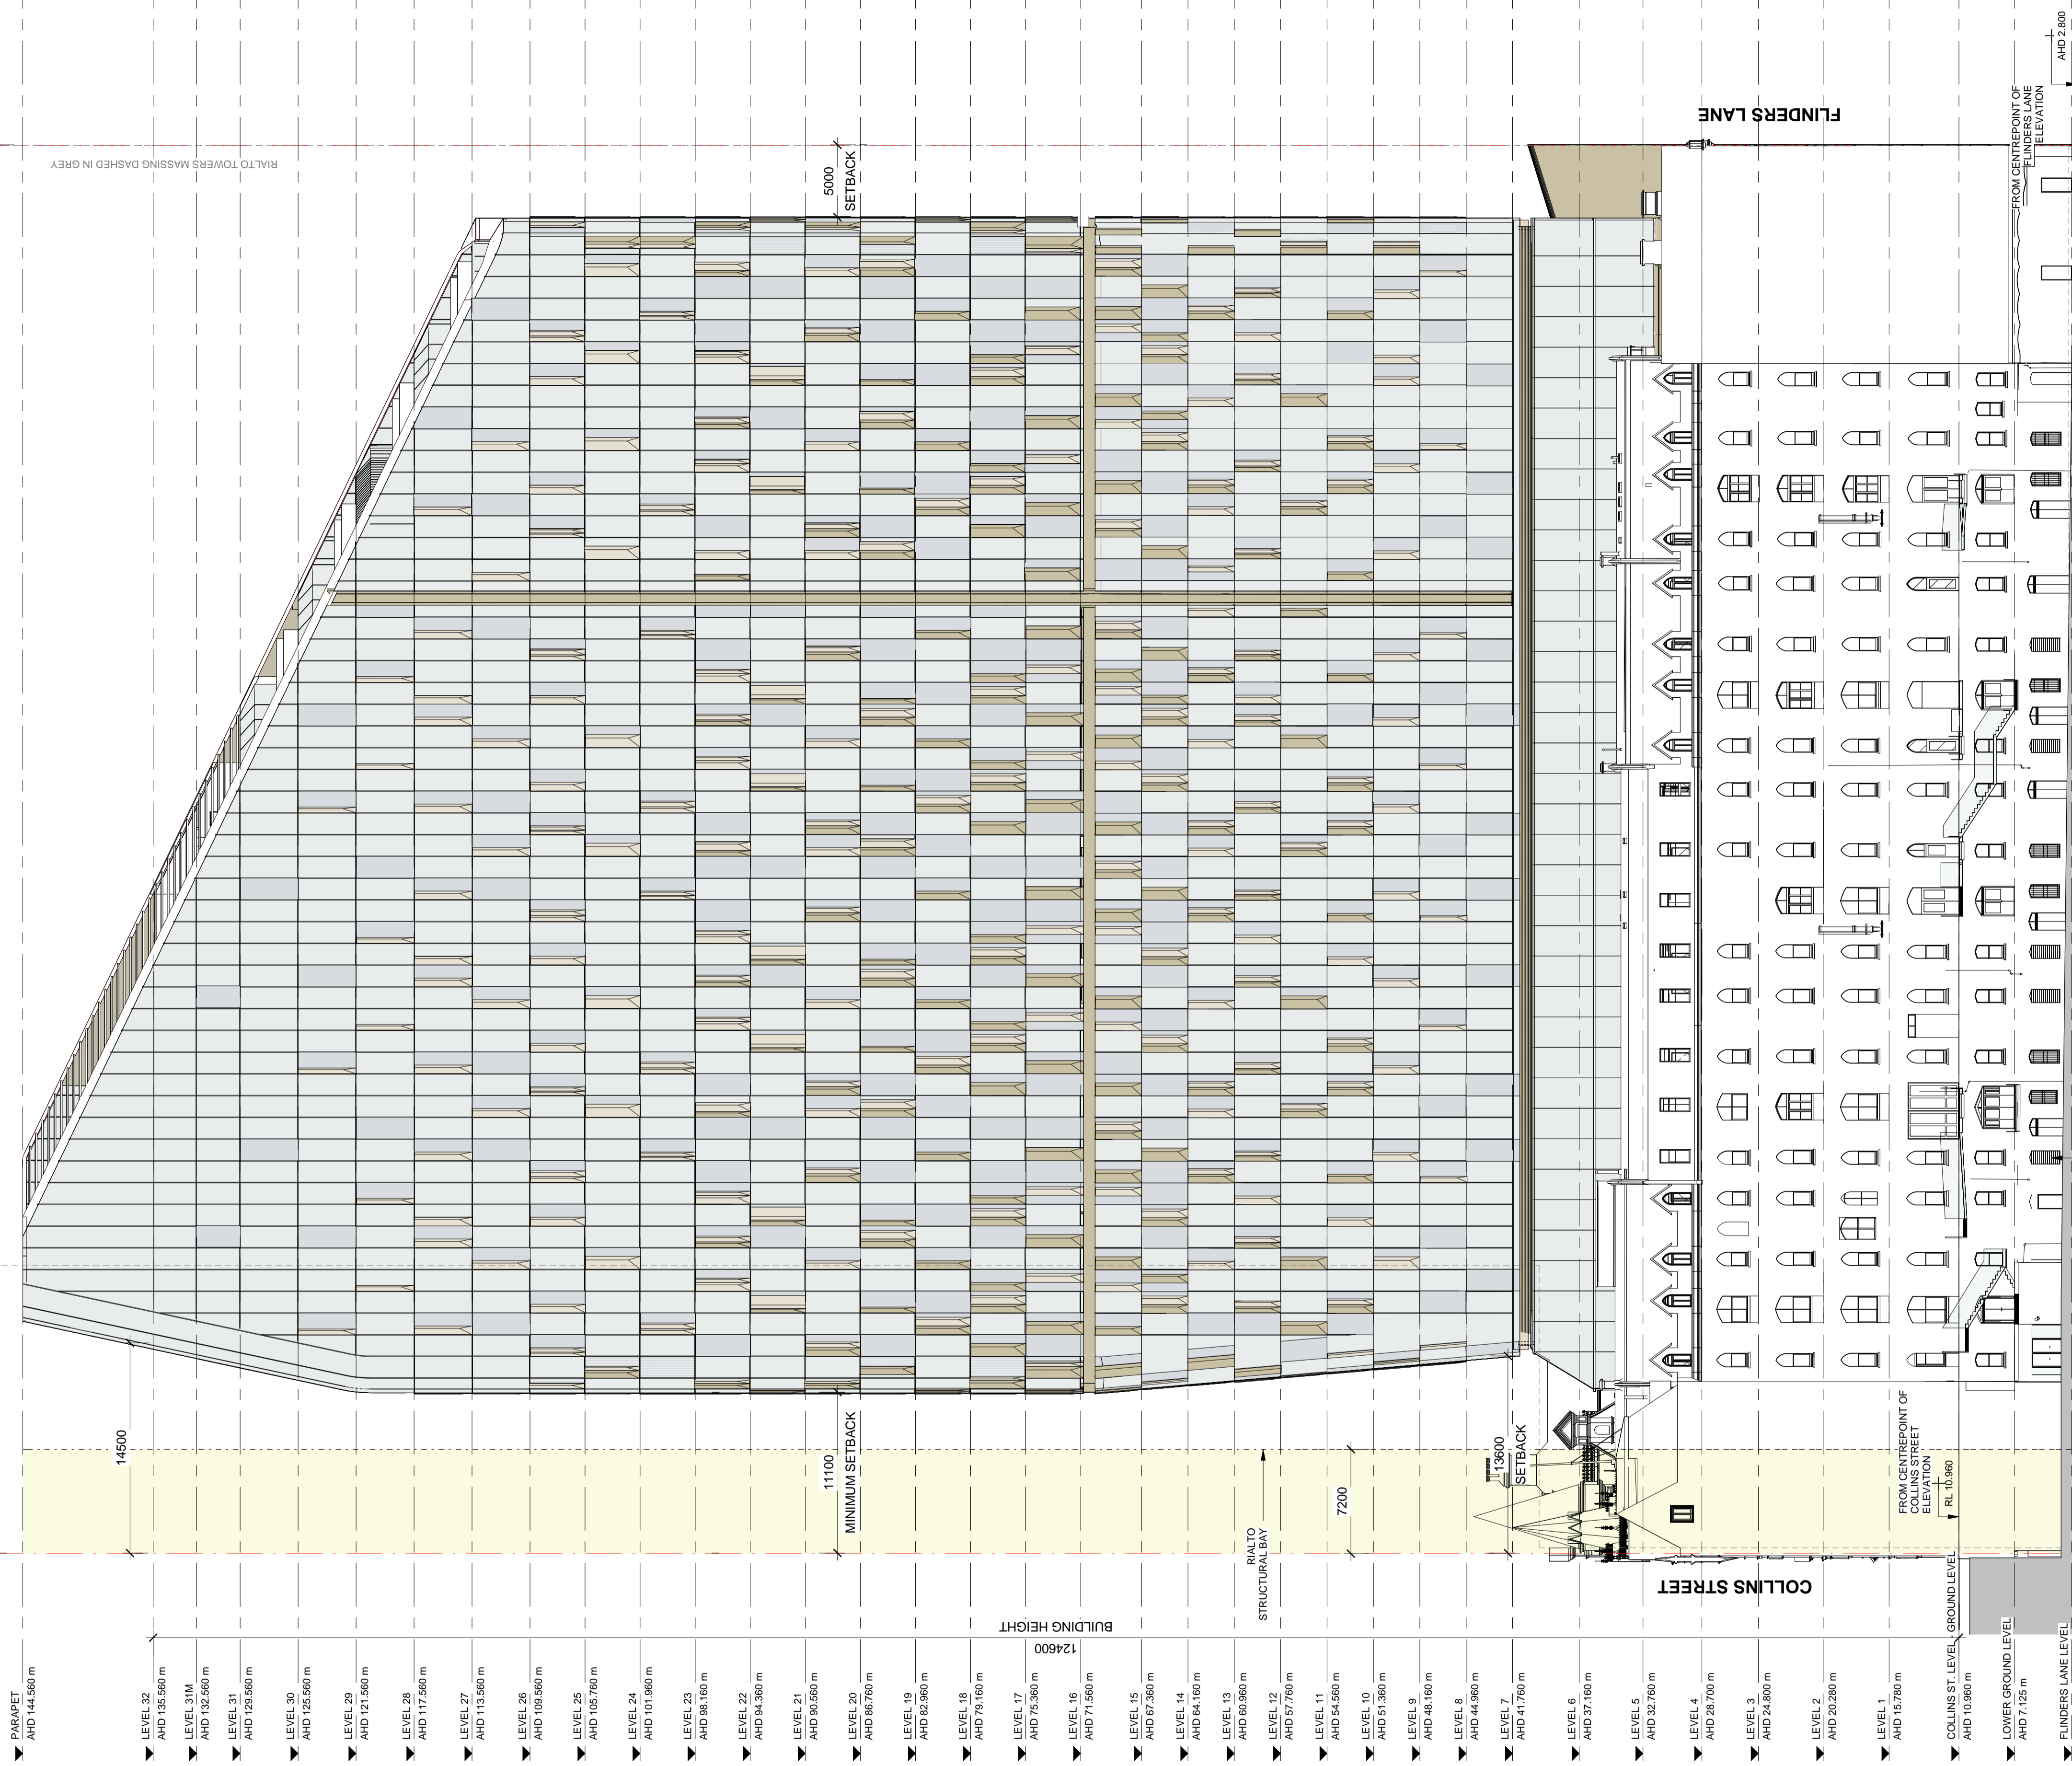 PARAPET
AHD 144.560 m
LEVEL 32
AHD 135.560 m
LEVEL 31M
AHD 132.560 m
LEVEL 31
AHD 129.560 m
LEVEL 30
AHD 125.560 m
LEVEL 29
AHD 121.560 m
LEVEL 28
AHD 117.560 m
LEVEL 27
AHD 113.560 m
LEVEL 26
AHD 109.560 m
LEVEL 25
AHD 105.760 m
LEVEL 24
AHD 101.960 m
LEVEL 23
AHD 98.160 m
LEVEL 22
AHD 94.360 m
LEVEL 21
AHD 90.560 m
LEVEL 20
AHD 86.760 m
LEVEL 19
AHD 82.960 m
LEVEL 18
AHD 79.160 m
LEVEL 17
AHD 75.360 m
LEVEL 16
AHD 71.560 m
LEVEL 15
AHD 67.360 m
LEVEL 14
AHD 64.160 m
LEVEL 13
AHD 60.960 m
LEVEL 12
AHD 57.760 m
LEVEL 11
AHD 54.560 m
LEVEL 10
AHD 51.360 m
LEVEL 9
AHD 48.160 m
LEVEL 8
AHD 44.960 m
LEVEL 7
AHD 41.760 m
LEVEL 6
AHD 37.160 m
LEVEL 5
AHD 32.760 m
LEVEL 4
AHD 28.700 m
LEVEL 3
AHD 24.800 m
LEVEL 2
AHD 20.280 m
LEVEL 1
AHD 15.780 m
COLLINS ST. LEVEL - GROUND LEVEL
AHD 10.960 m
LOWER GROUND LEVEL
AHD 7.125 m
FLINDERS LANE LEVEL
124600
BUILDING HEIGHT
COLLINS STREET
14500
11100
MINIMUM SETBACK
RIALTO
STRUCTURAL BAY
7200
13600
SETBACK
FROM CENTREPOINT OF
COLLINS STREET
ELEVATION
RL 10.960
5000
SETBACK
RIALTO TOWERS MASSING DASHED IN GREY
FLINDERS LANE
FROM CENTREPOINT OF
FLINDERS LANE
ELEVATION
AHD 2.800